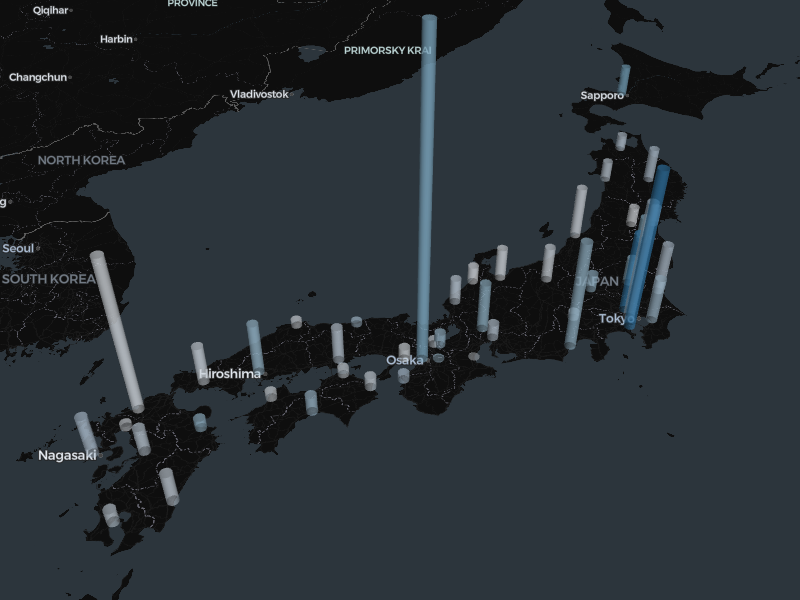 PROVINCE
Qiqihar
Harbin
PRIMORSKY KRAI
Changchun
Vladivostok
Sapporo
NORTH KOREA
g
Seoul
SOUTH KOREA
JAPAN
Tokyo
Osaka
Hiroshima
Nagasaki